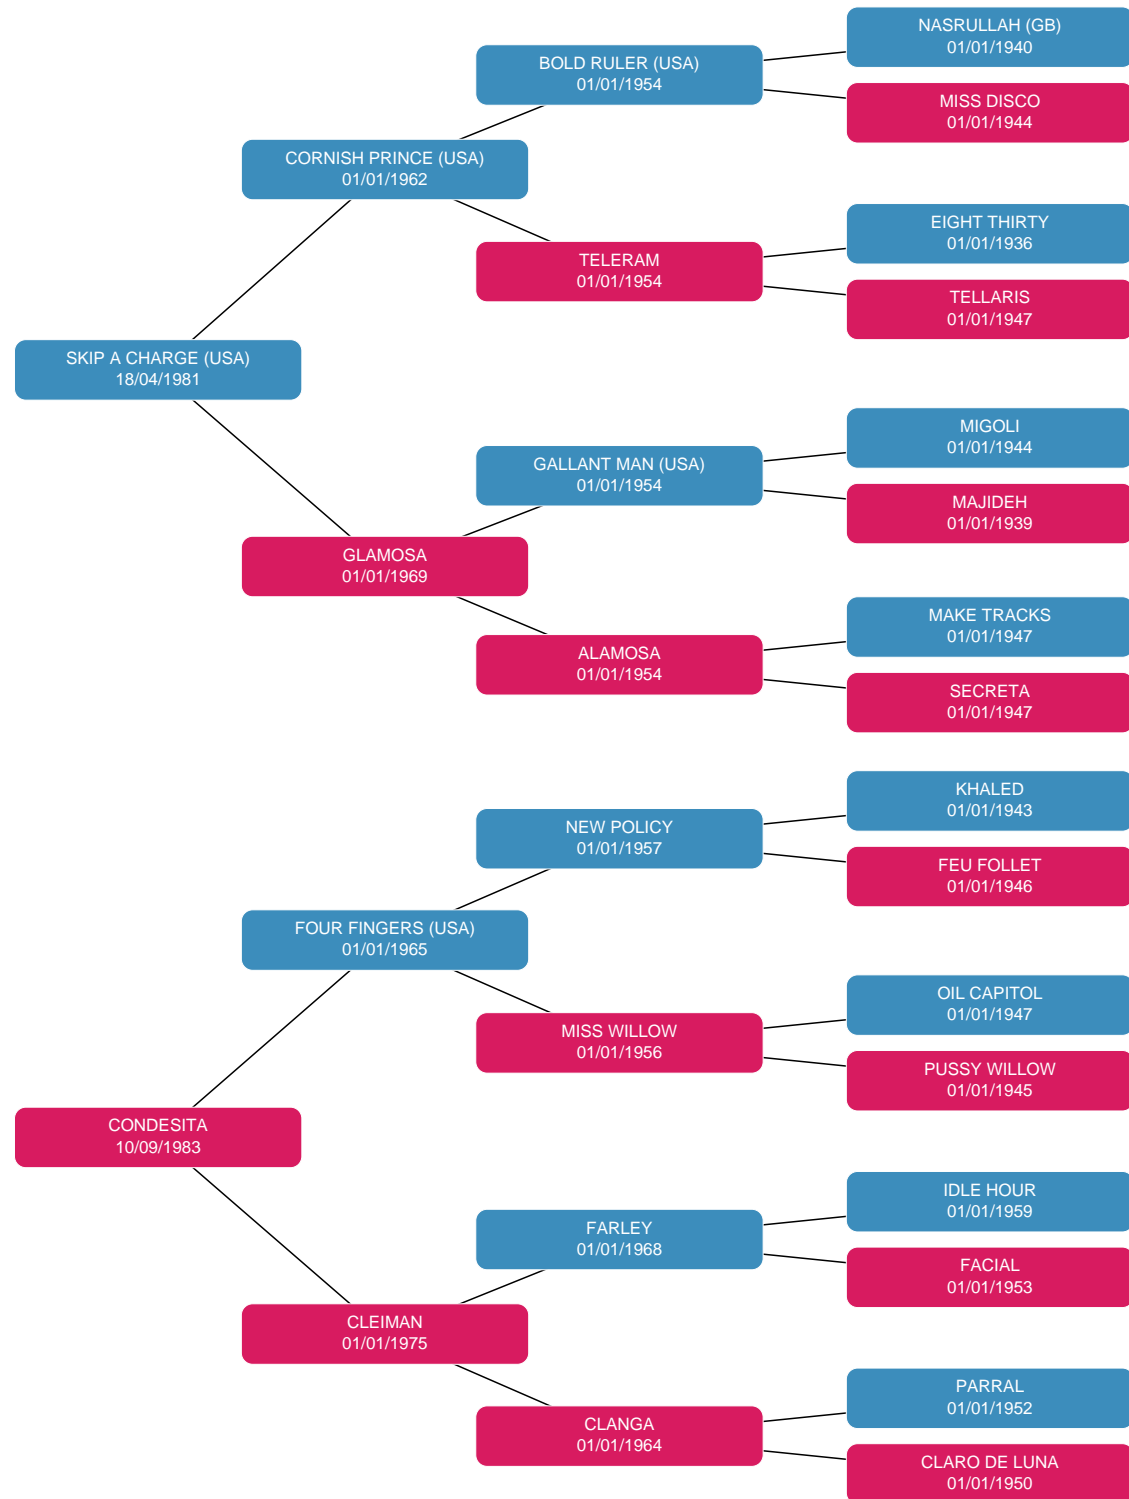 NASRULLAH (GB)
01/01/1940
BOLD RULER (USA)
01/01/1954
MISS DISCO
01/01/1944
CORNISH PRINCE (USA)
01/01/1962
EIGHT THIRTY
01/01/1936
TELERAM
01/01/1954
TELLARIS
01/01/1947
SKIP A CHARGE (USA)
18/04/1981
MIGOLI
01/01/1944
GALLANT MAN (USA)
01/01/1954
MAJIDEH
01/01/1939
GLAMOSA
01/01/1969
MAKE TRACKS
01/01/1947
ALAMOSA
01/01/1954
SECRETA
01/01/1947
KHALED
01/01/1943
NEW POLICY
01/01/1957
FEU FOLLET
01/01/1946
FOUR FINGERS (USA)
01/01/1965
OIL CAPITOL
01/01/1947
MISS WILLOW
01/01/1956
PUSSY WILLOW
01/01/1945
CONDESITA
10/09/1983
IDLE HOUR
01/01/1959
FARLEY
01/01/1968
FACIAL
01/01/1953
CLEIMAN
01/01/1975
PARRAL
01/01/1952
CLANGA
01/01/1964
CLARO DE LUNA
01/01/1950